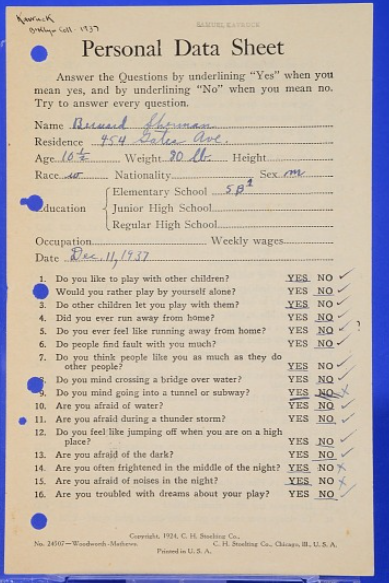 Kavruck
Bklyn Coll - 1937
SAMUEL KAVRUCK
Personal Data Sheet
Answer the Questions by underlining "Yes" when you
mean yes, and by underlining "No" when you mean no.
Try to answer every question.
Name Bernard Sherman
Residence 954 Gates Ave.
Age 10½ Weight 80 lb. Height
Race w Nationality Sex m
Education
Elementary School 5B
Junior High School
Regular High School
Occupation Weekly wages
Date Dec. 11, 1937
1. Do you like to play with other children? YES NO
2. Would you rather play by yourself alone? YES NO
3. Do other children let you play with them? YES NO
4. Did you ever run away from home? YES NO
5. Do you ever feel like running away from home? YES NO ?
6. Do people find fault with you much? YES NO
7. Do you think people like you as much as they do
other people? YES NO
8. Do you mind crossing a bridge over water? YES NO
9. Do you mind going into a tunnel or subway? YES NO
10. Are you afraid of water? YES NO
11. Are you afraid during a thunder storm? YES NO
12. Do you feel like jumping off when you are on a high
place? YES NO
13. Are you afraid of the dark? YES NO
14. Are you often frightened in the middle of the night? YES NO
15. Are you afraid of noises in the night? YES NO
16. Are you troubled with dreams about your play? YES NO
Copyright, 1924, C. H. Stoelting Co.,
No. 24507—Woodworth-Mathews. C. H. Stoelting Co., Chicago, Ill., U. S. A.
Printed in U. S. A.